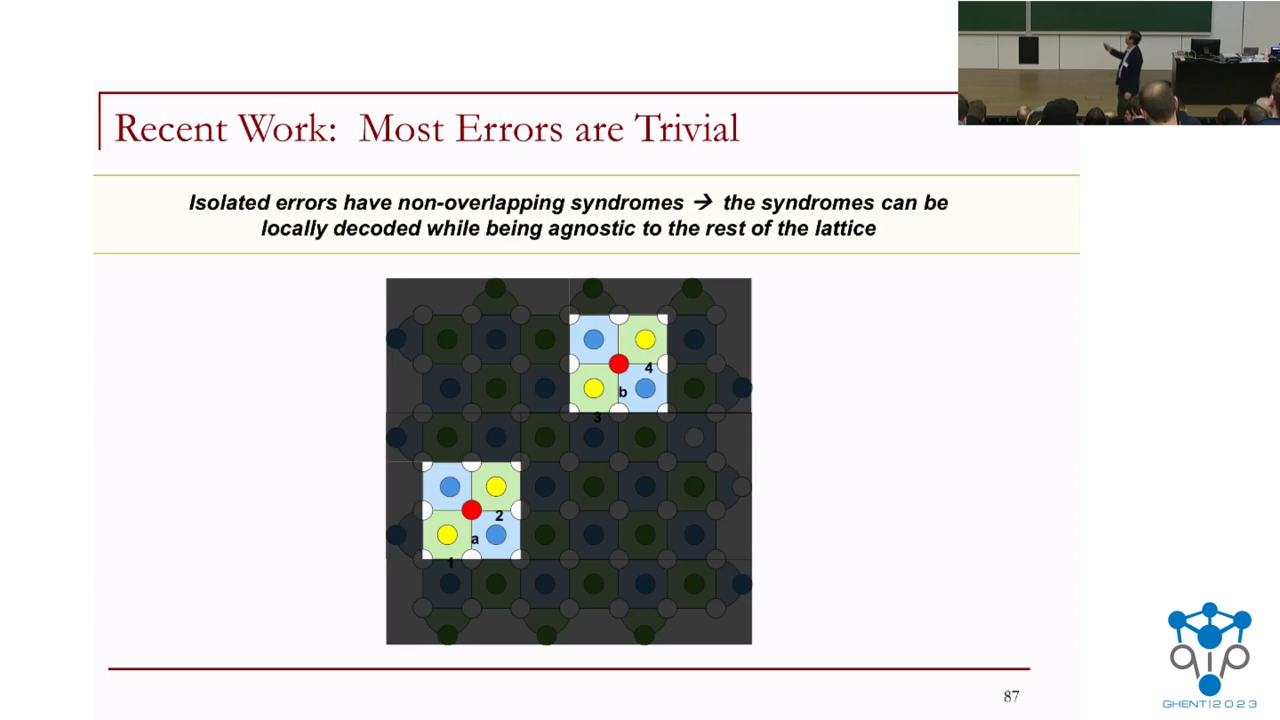 Recent Work: Most Errors are Trivial
Isolated errors have non-overlapping syndromes → the syndromes can be
locally decoded while being agnostic to the rest of the lattice
4
b
3
2
a
1
87
qip
GHENT|2023